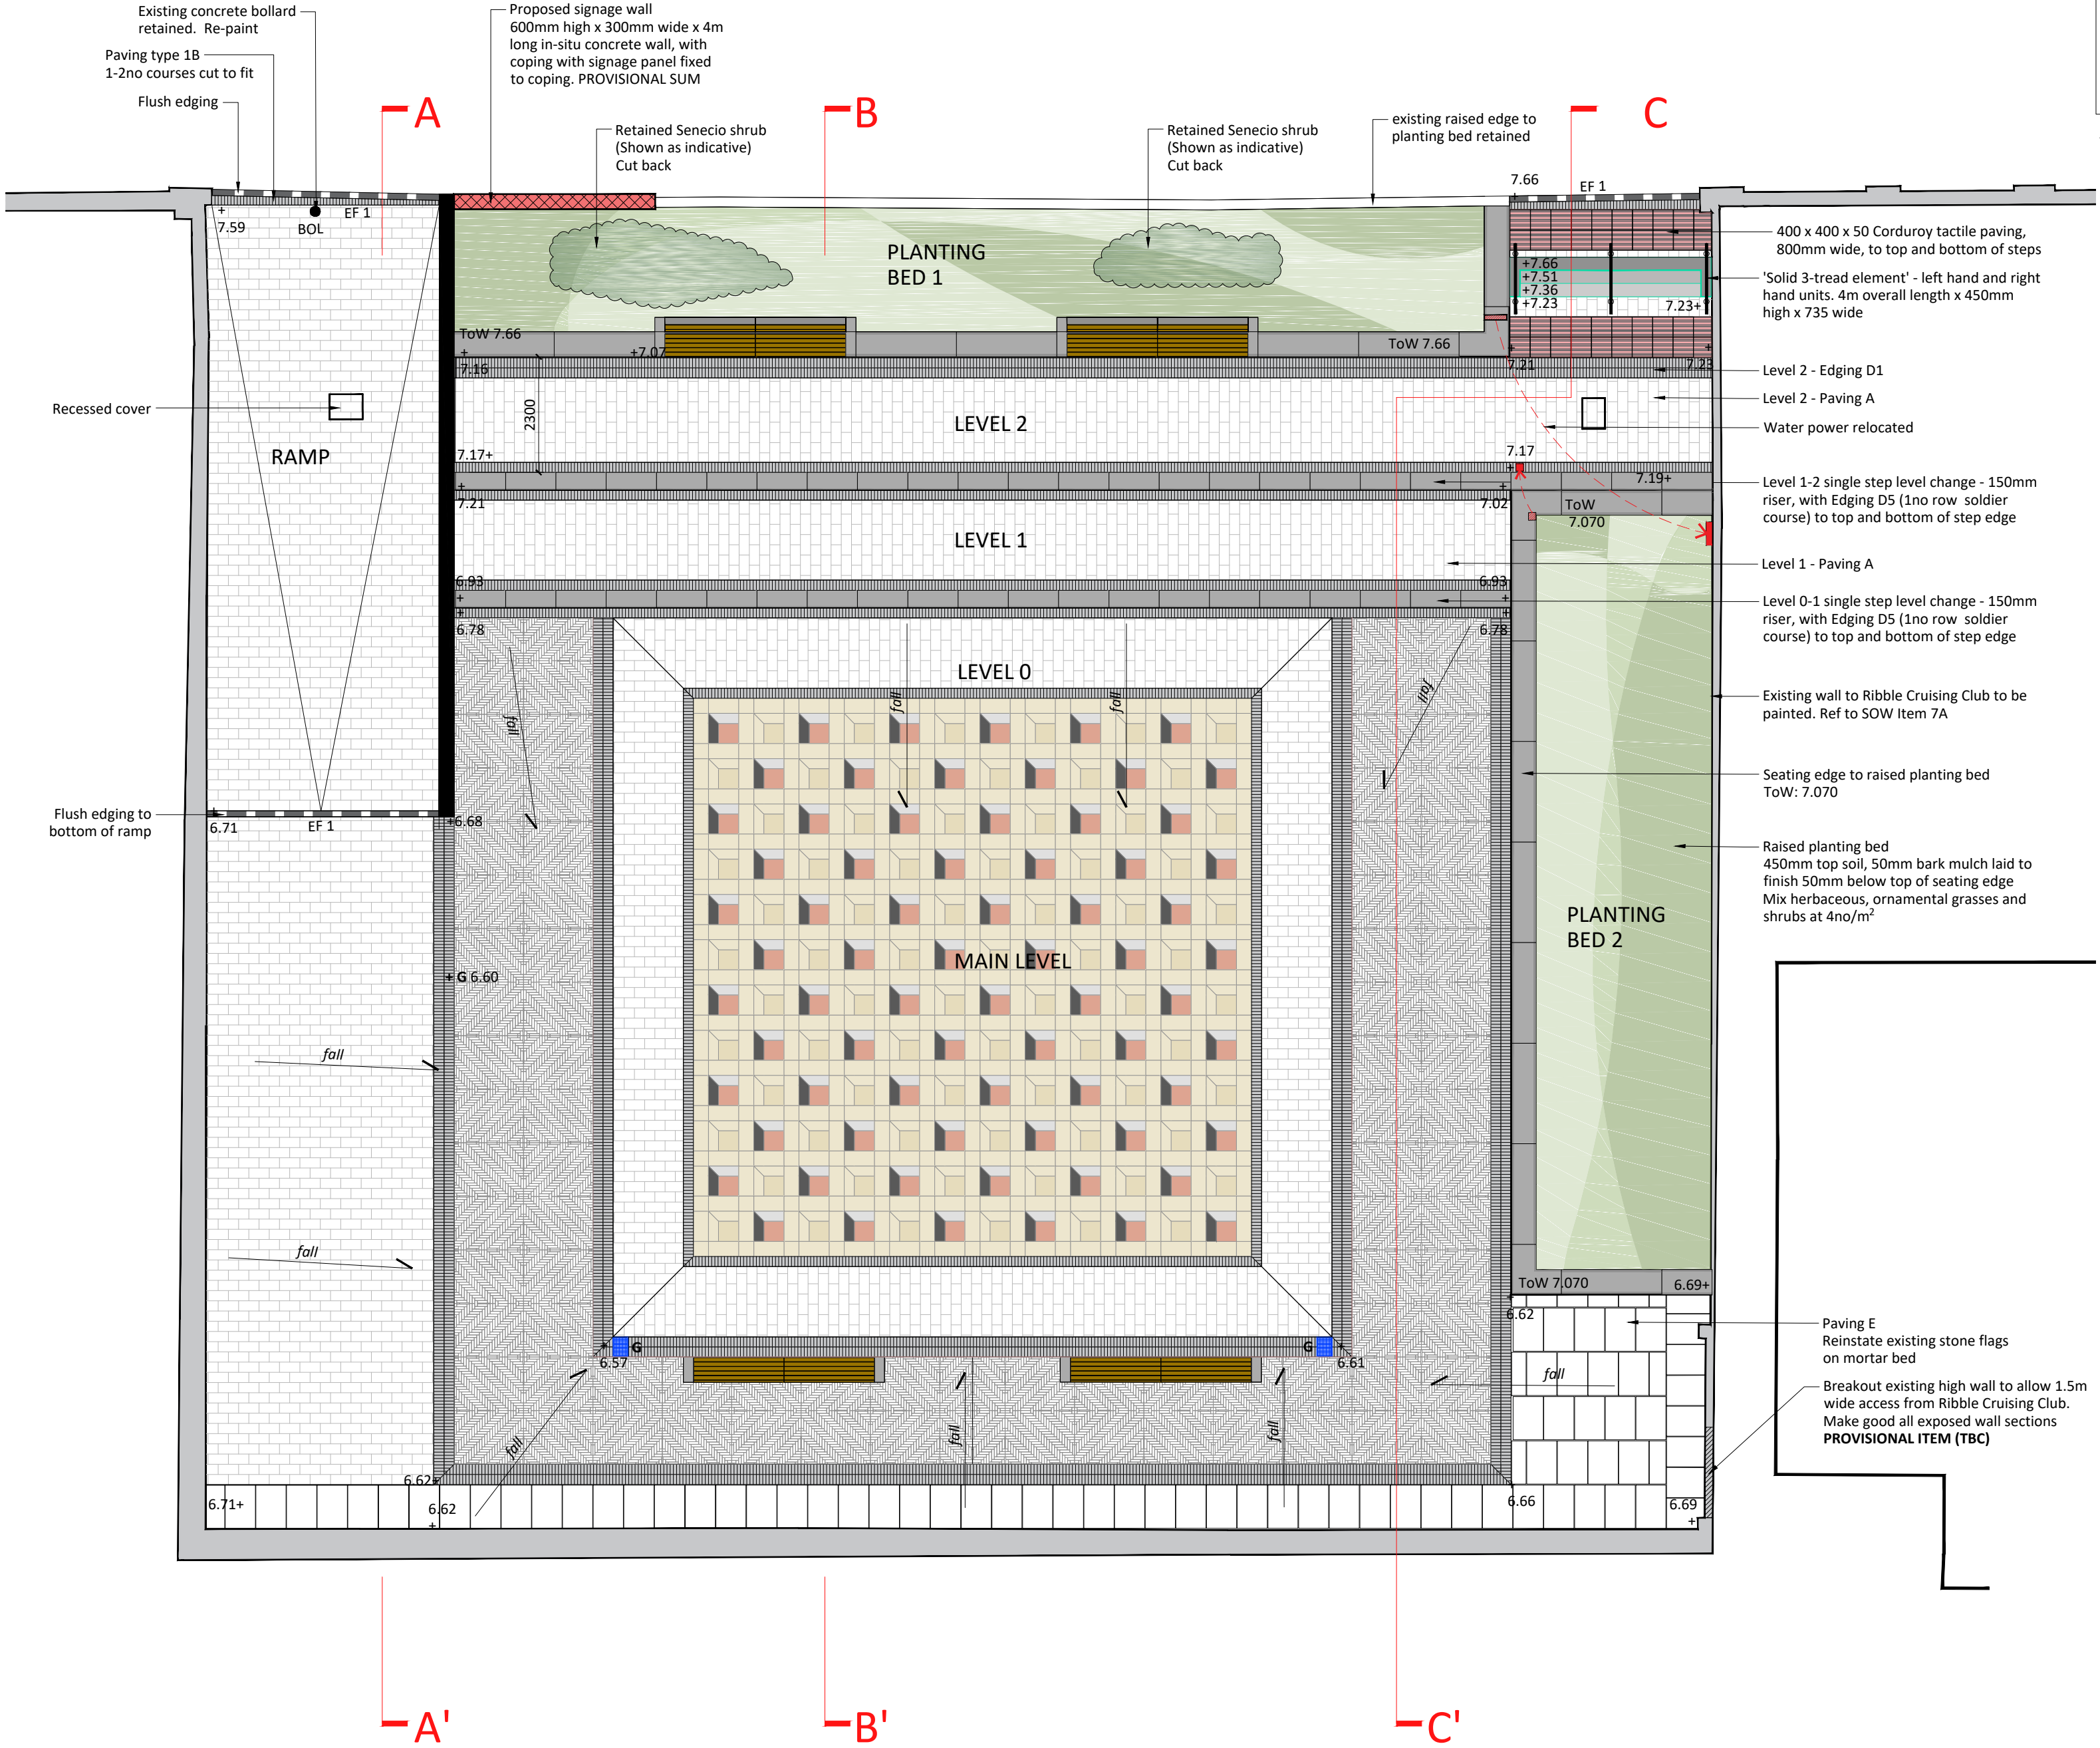 Existing concrete bollard
retained.  Re-paint
Paving type 1B
1-2no courses cut to fit
Flush edging
Proposed signage wall
600mm high x 300mm wide x 4m
long in-situ concrete wall, with
coping with signage panel fixed
to coping. PROVISIONAL SUM
A
B
C
Retained Senecio shrub
(Shown as indicative)
Cut back
Retained Senecio shrub
(Shown as indicative)
Cut back
existing raised edge to
planting bed retained
7.66
EF 1
+
7.59
BOL
EF 1
PLANTING
BED 1
400 x 400 x 50 Corduroy tactile paving,
800mm wide, to top and bottom of steps
+7.66
+7.51
+7.36
+7.23
7.23+
'Solid 3-tread element' - left hand and right
hand units. 4m overall length x 450mm
high x 735 wide
ToW 7.66
+7.07
ToW 7.66
7.16
7.21
7.23
Level 2 - Edging D1
Level 2 - Paving A
Recessed cover
2300
LEVEL 2
Water power relocated
RAMP
7.17+
7.17
7.19+
Level 1-2 single step level change - 150mm
riser, with Edging D5 (1no row  soldier
course) to top and bottom of step edge
7.21
7.02
ToW
7.070
LEVEL 1
Level 1 - Paving A
6.93
6.93
Level 0-1 single step level change - 150mm
riser, with Edging D5 (1no row  soldier
course) to top and bottom of step edge
6.78
6.78
LEVEL 0
fall
fall
fall
fall
Existing wall to Ribble Cruising Club to be
painted. Ref to SOW Item 7A
Seating edge to raised planting bed
ToW: 7.070
Flush edging to
bottom of ramp
6.71
EF 1
+6.68
Raised planting bed
450mm top soil, 50mm bark mulch laid to
finish 50mm below top of seating edge
Mix herbaceous, ornamental grasses and
shrubs at 4no/m²
PLANTING
BED 2
MAIN LEVEL
+ G 6.60
fall
fall
ToW 7.070
6.69+
6.62
Paving E
Reinstate existing stone flags
on mortar bed
G
G
6.57
6.61
fall
Breakout existing high wall to allow 1.5m
wide access from Ribble Cruising Club.
Make good all exposed wall sections
PROVISIONAL ITEM (TBC)
fall
fall
fall
6.62+
6.71+
6.62
6.66
6.69
A'
B'
C'